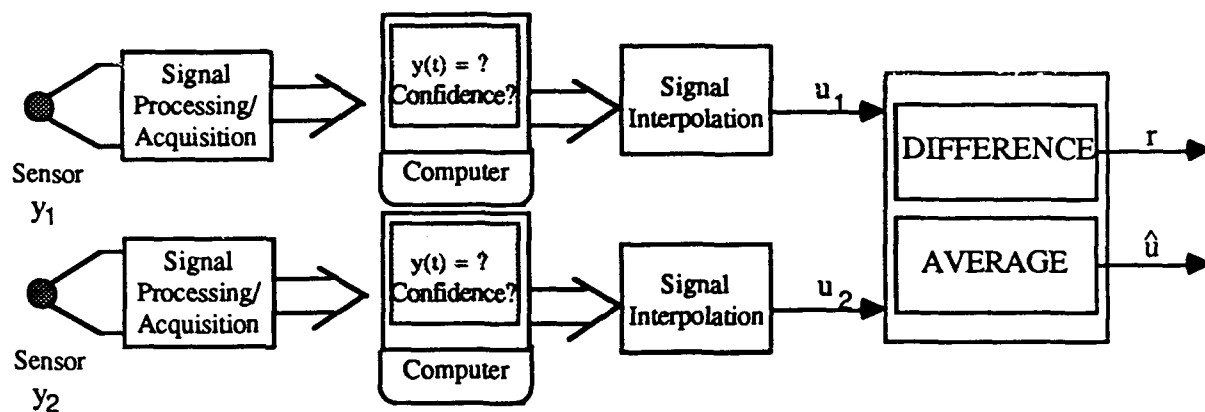 Sensor
y1
Signal
Processing/
Acquisition
y(t) = ?
Confidence?
Computer
Signal
Interpolation
u1
DIFFERENCE
r
Sensor
y2
Signal
Processing/
Acquisition
y(t) = ?
Confidence?
Computer
Signal
Interpolation
u2
AVERAGE
û